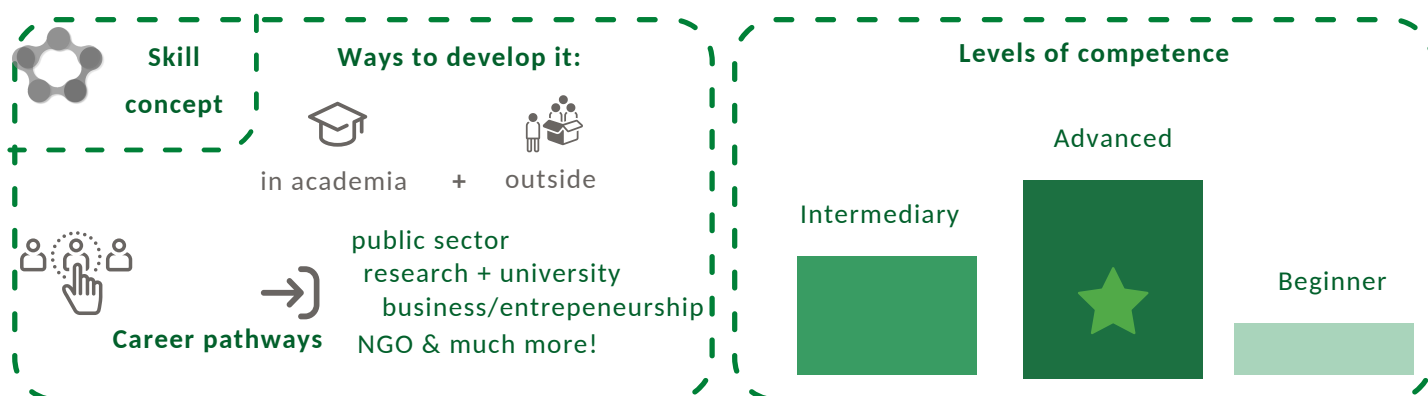 Skill
concept
Ways to develop it:
in academia + outside
Career pathways
public sector
research + university
business/entrepeneurship
NGO & much more!
Levels of competence
Advanced
Intermediary
Beginner